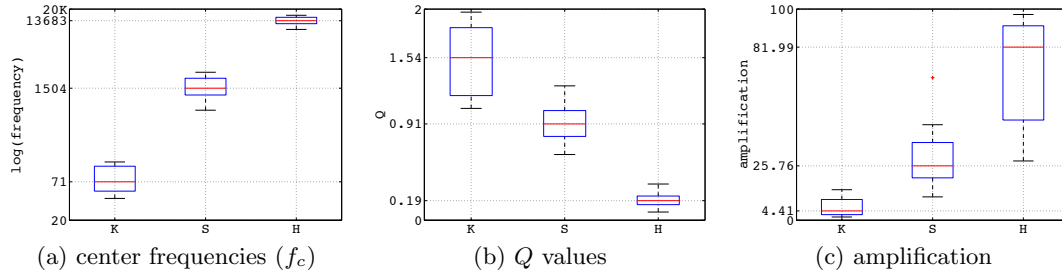 20K
13683
1504
71
20
log(frequency)
K S H
(a) center frequencies (fc)
2
1.54
0.91
0.19
0
Q
K S H
(b) Q values
100
81.99
25.76
4.41
0
amplification
K S H
(c) amplification